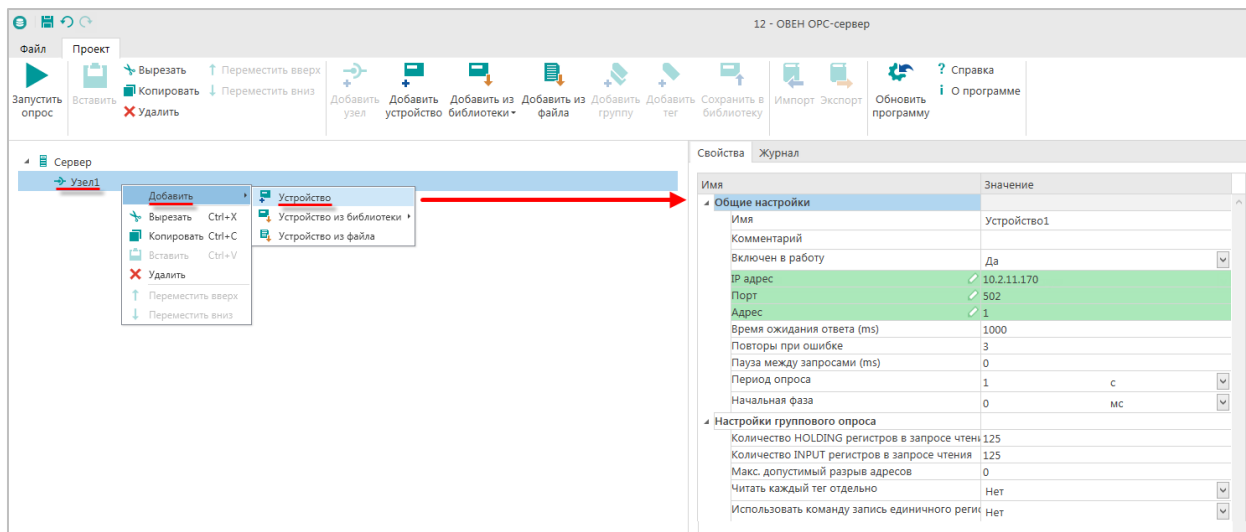 12 - ОВЕН OPC-сервер
Файл Проект
Запустить опрос
Вставить
Вырезать
Копировать
Удалить
Переместить вверх
Переместить вниз
Добавить узел
Добавить устройство
Добавить из библиотеки
Добавить из файла
Добавить группу
Добавить тег
Сохранить в библиотеку
Импорт
Экспорт
Обновить программу
? Справка
i О программе
Сервер
Узел1
Добавить
Вырезать Ctrl+X
Копировать Ctrl+C
Вставить Ctrl+V
Удалить
Переместить вверх
Переместить вниз
Устройство
Устройство из библиотеки
Устройство из файла
Свойства Журнал
Имя Значение
Общие настройки
Имя Устройство1
Комментарий
Включен в работу Да
IP адрес 10.2.11.170
Порт 502
Адрес 1
Время ожидания ответа (ms) 1000
Повторы при ошибке 3
Пауза между запросами (ms) 0
Период опроса 1 с
Начальная фаза 0 мс
Настройки группового опроса
Количество HOLDING регистров в запросе чтени 125
Количество INPUT регистров в запросе чтения 125
Макс. допустимый разрыв адресов 0
Читать каждый тег отдельно Нет
Использовать команду запись единичного регис Нет